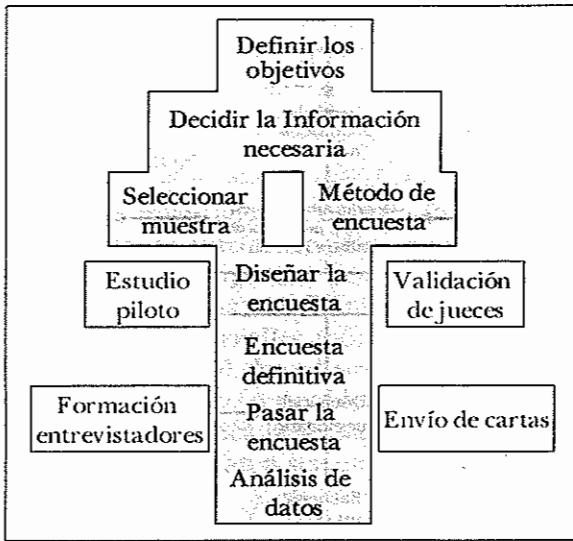 Definir los
objetivos
Decidir la Información
necesaria
Seleccionar
muestra
Método de
encuesta
Estudio
piloto
Diseñar la
encuesta
Validación
de jueces
Encuesta
definitiva
Formación
entrevistadores
Pasar la
encuesta
Envío de cartas
Análisis de
datos